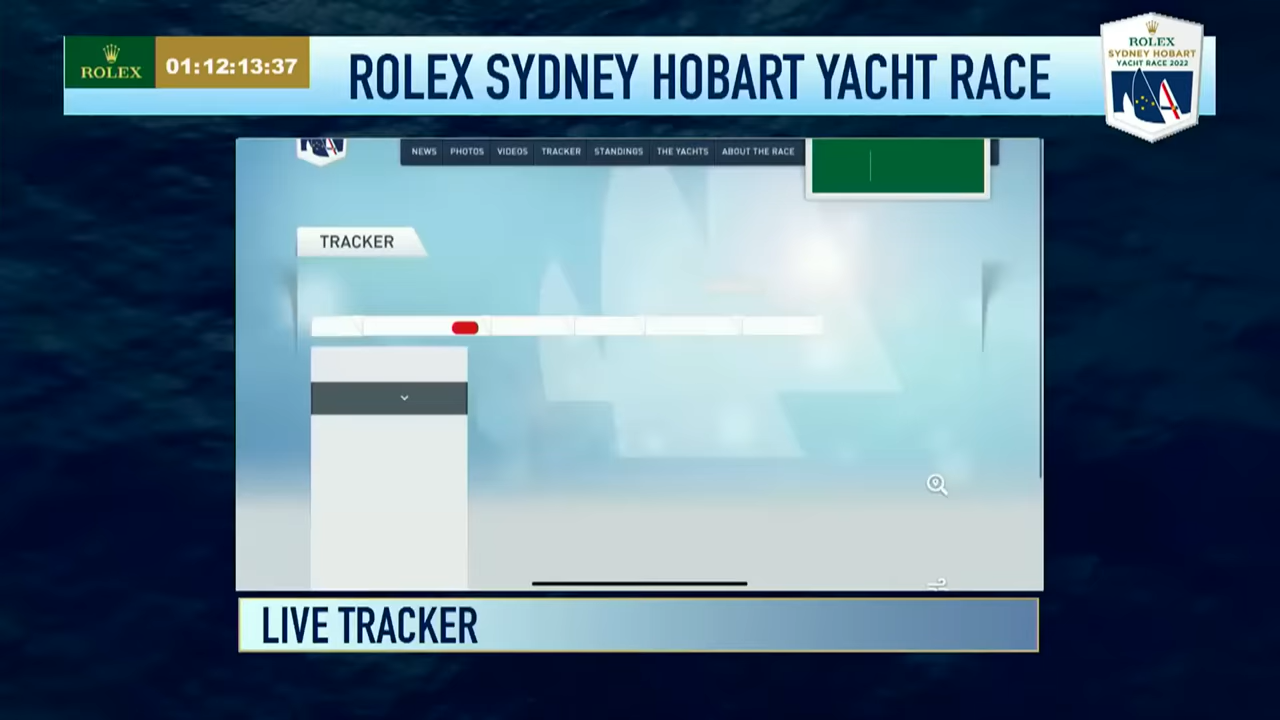 ROLEX
01:12:13:37
ROLEX SYDNEY HOBART YACHT RACE
ROLEX
SYDNEY HOBART
YACHT RACE 2022
NEWS PHOTOS VIDEOS TRACKER STANDINGS THE YACHTS ABOUT THE RACE
TRACKER
LIVE TRACKER